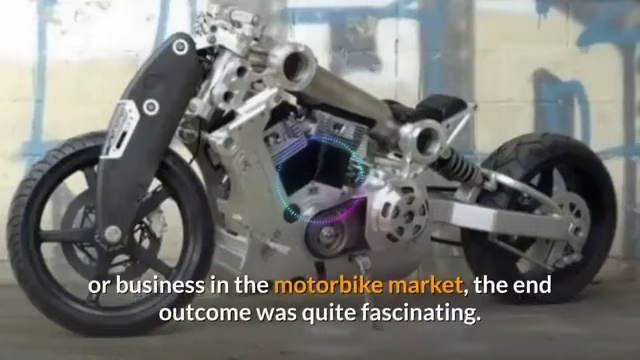 or business in the motorbike market, the end
outcome was quite fascinating.